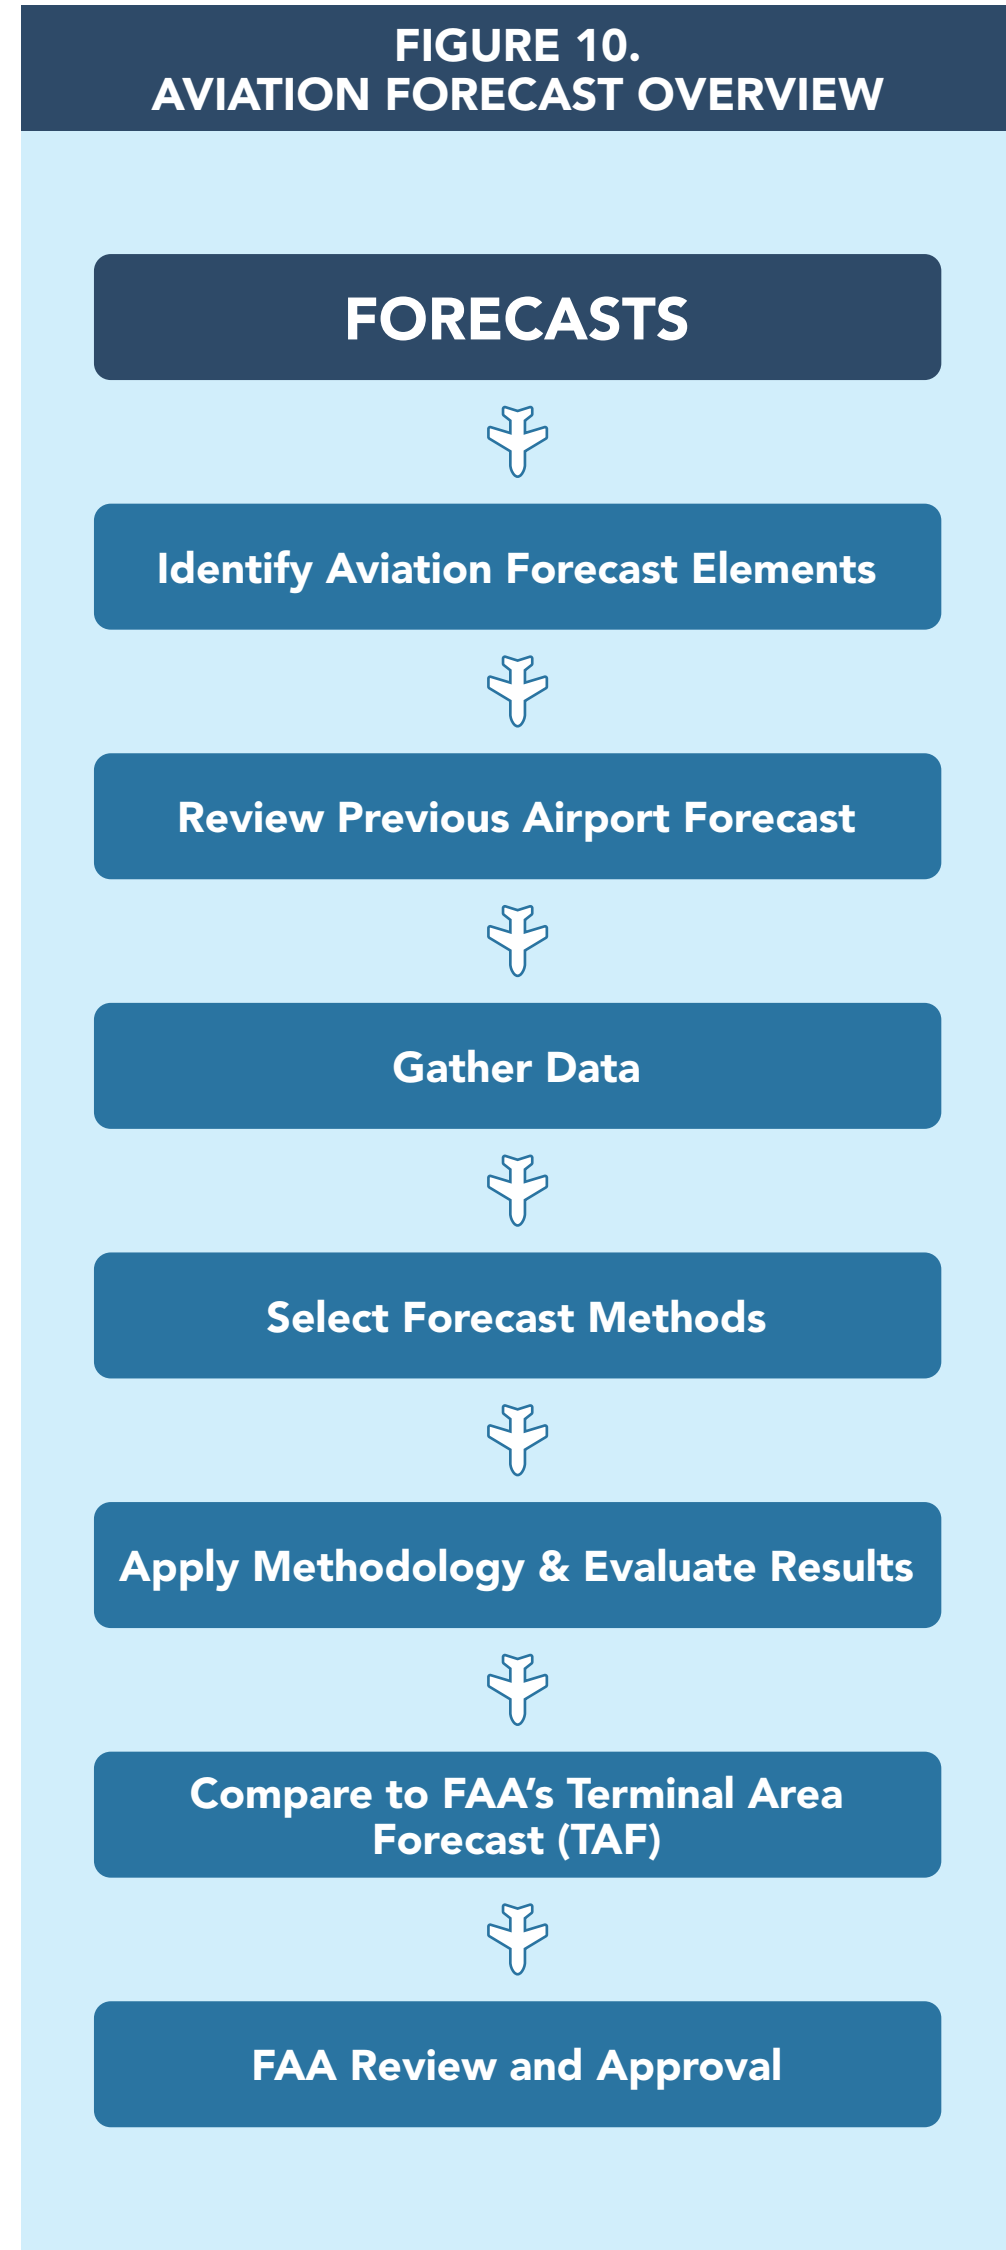 FIGURE 10.
AVIATION FORECAST OVERVIEW
FORECASTS
Identify Aviation Forecast Elements
Review Previous Airport Forecast
Gather Data
Select Forecast Methods
Apply Methodology & Evaluate Results
Compare to FAA’s Terminal Area
Forecast (TAF)
FAA Review and Approval